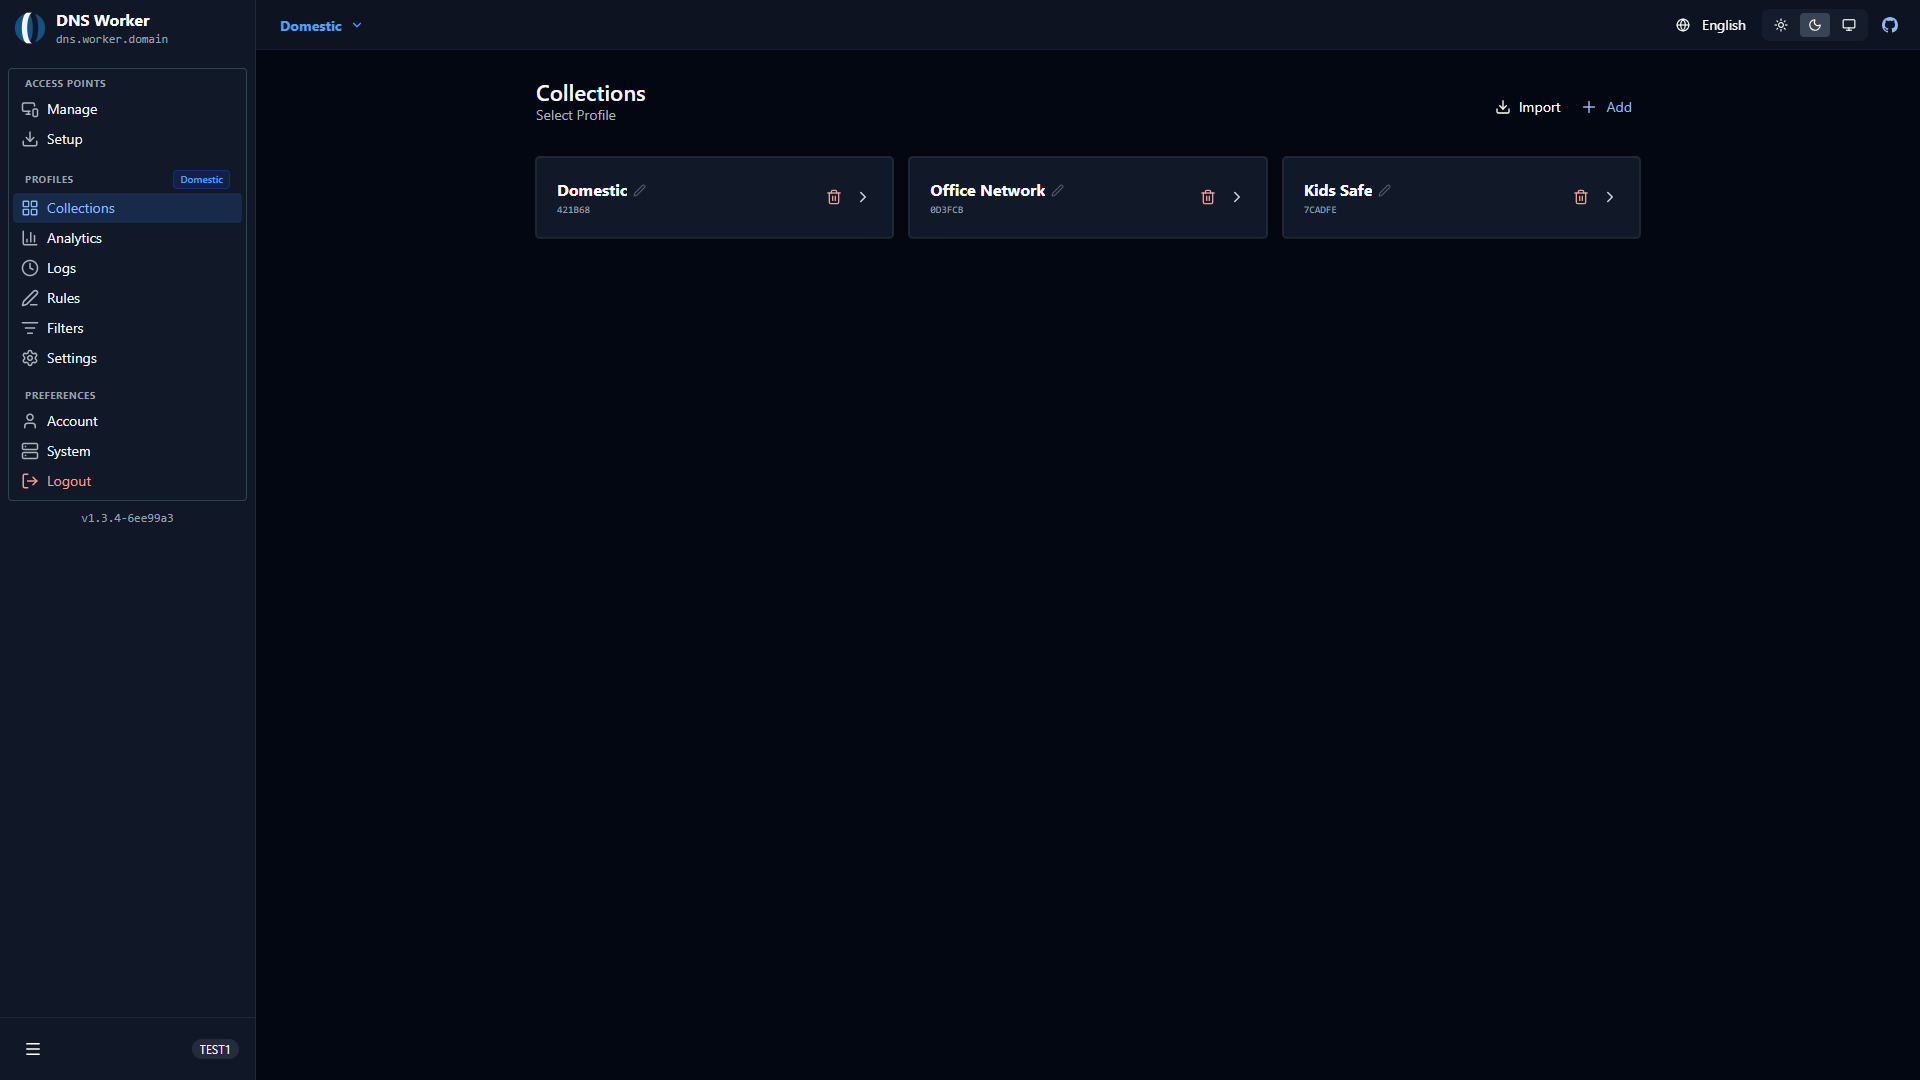 DNS Worker
dns.worker.domain
ACCESS POINTS
Manage
Setup
PROFILES Domestic
Collections
Analytics
Logs
Rules
Filters
Settings
PREFERENCES
Account
System
Logout
v1.3.4-6ee99a3
TEST1
Domestic
English
Collections
Select Profile
Import
Add
Domestic
421B68
Office Network
0D3FCB
Kids Safe
7CADFE